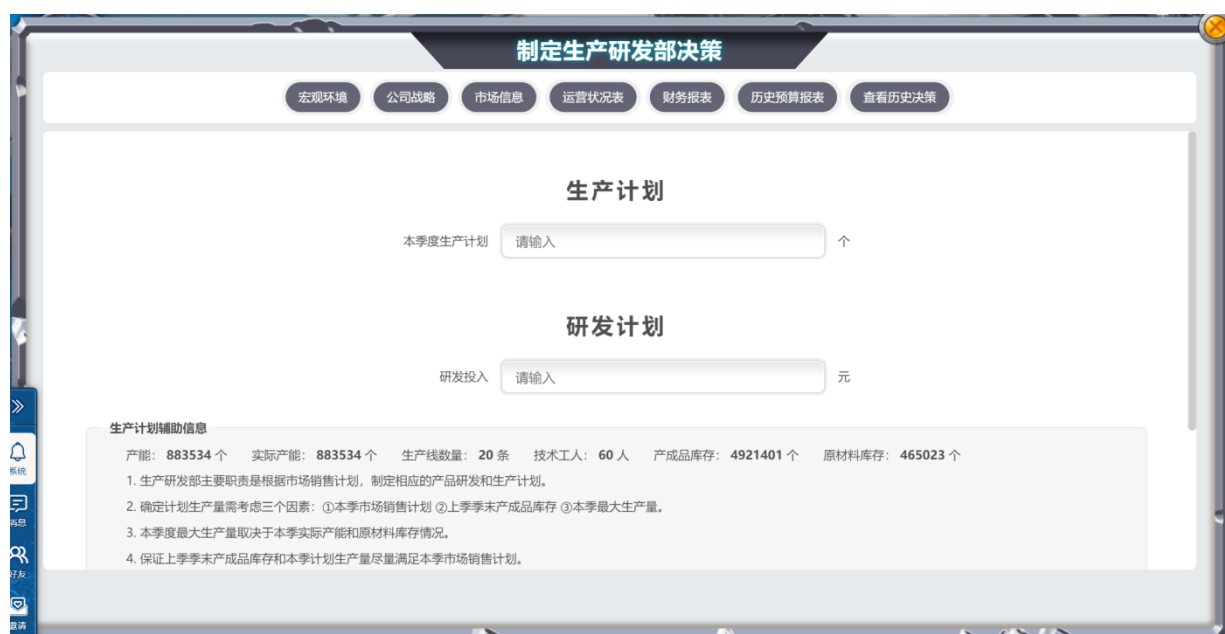 制定生产研发部决策
宏观环境 公司战略 市场信息 运营状况表 财务报表 历史预算报表 查看历史决策
生产计划
本季度生产计划 请输入 个
研发计划
研发投入 请输入 元
生产计划辅助信息
产能: 883534 个 实际产能: 883534 个 生产线数量: 20 条 技术工人: 60 人 产成品库存: 4921401 个 原材料库存: 465023 个
1. 生产研发部主要职责是根据市场销售计划, 制定相应的产品研发和生产计划。
2. 确定计划生产量需考虑三个因素: ①本季市场销售计划 ②上季季末产成品库存 ③本季最大生产量。
3. 本季度最大生产量取决于本季实际产能和原材料库存情况。
4. 保证上季季末产成品库存和本季计划生产量尽量满足本季市场销售计划。
系统
消息
好友
邀请